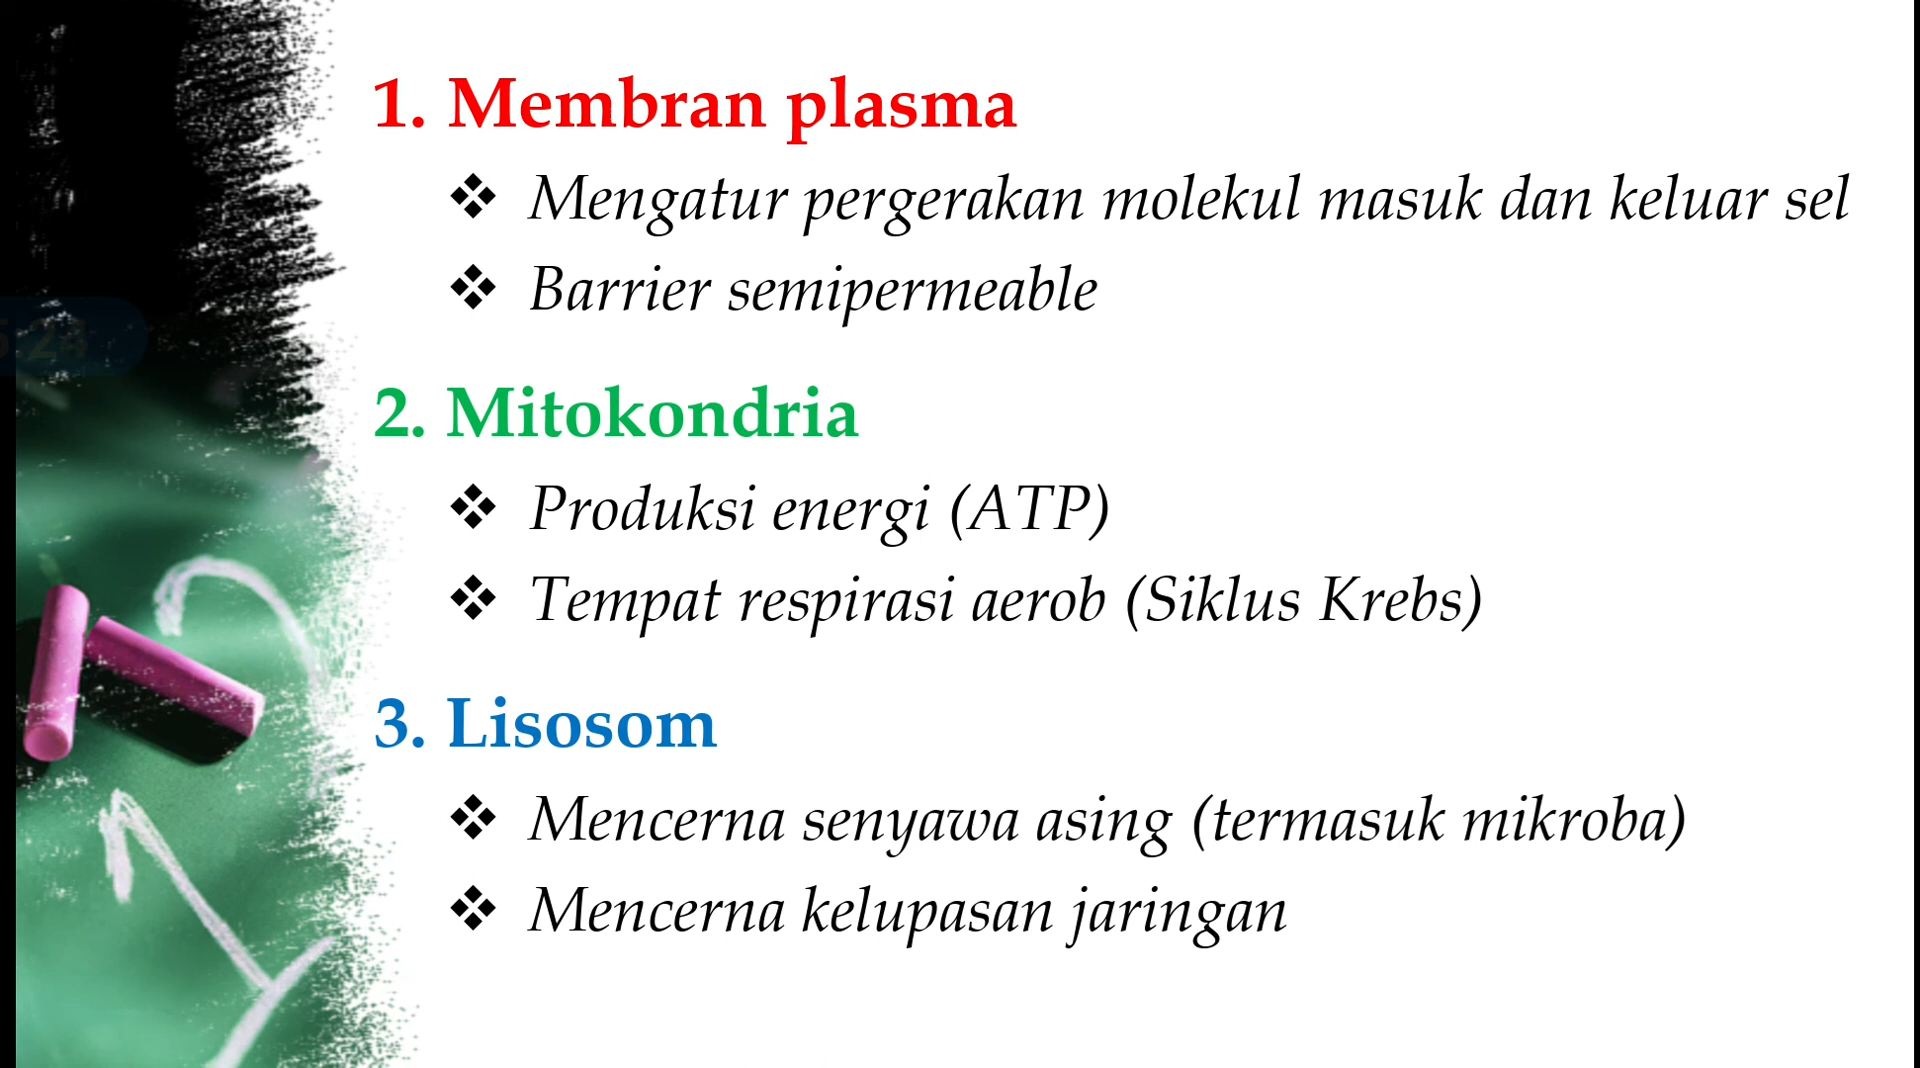 1. Membran plasma
❖ Mengatur pergerakan molekul masuk dan keluar sel
❖ Barrier semipermeable
2. Mitokondria
❖ Produksi energi (ATP)
❖ Tempat respirasi aerob (Siklus Krebs)
3. Lisosom
❖ Mencerna senyawa asing (termasuk mikroba)
❖ Mencerna kelupasan jaringan